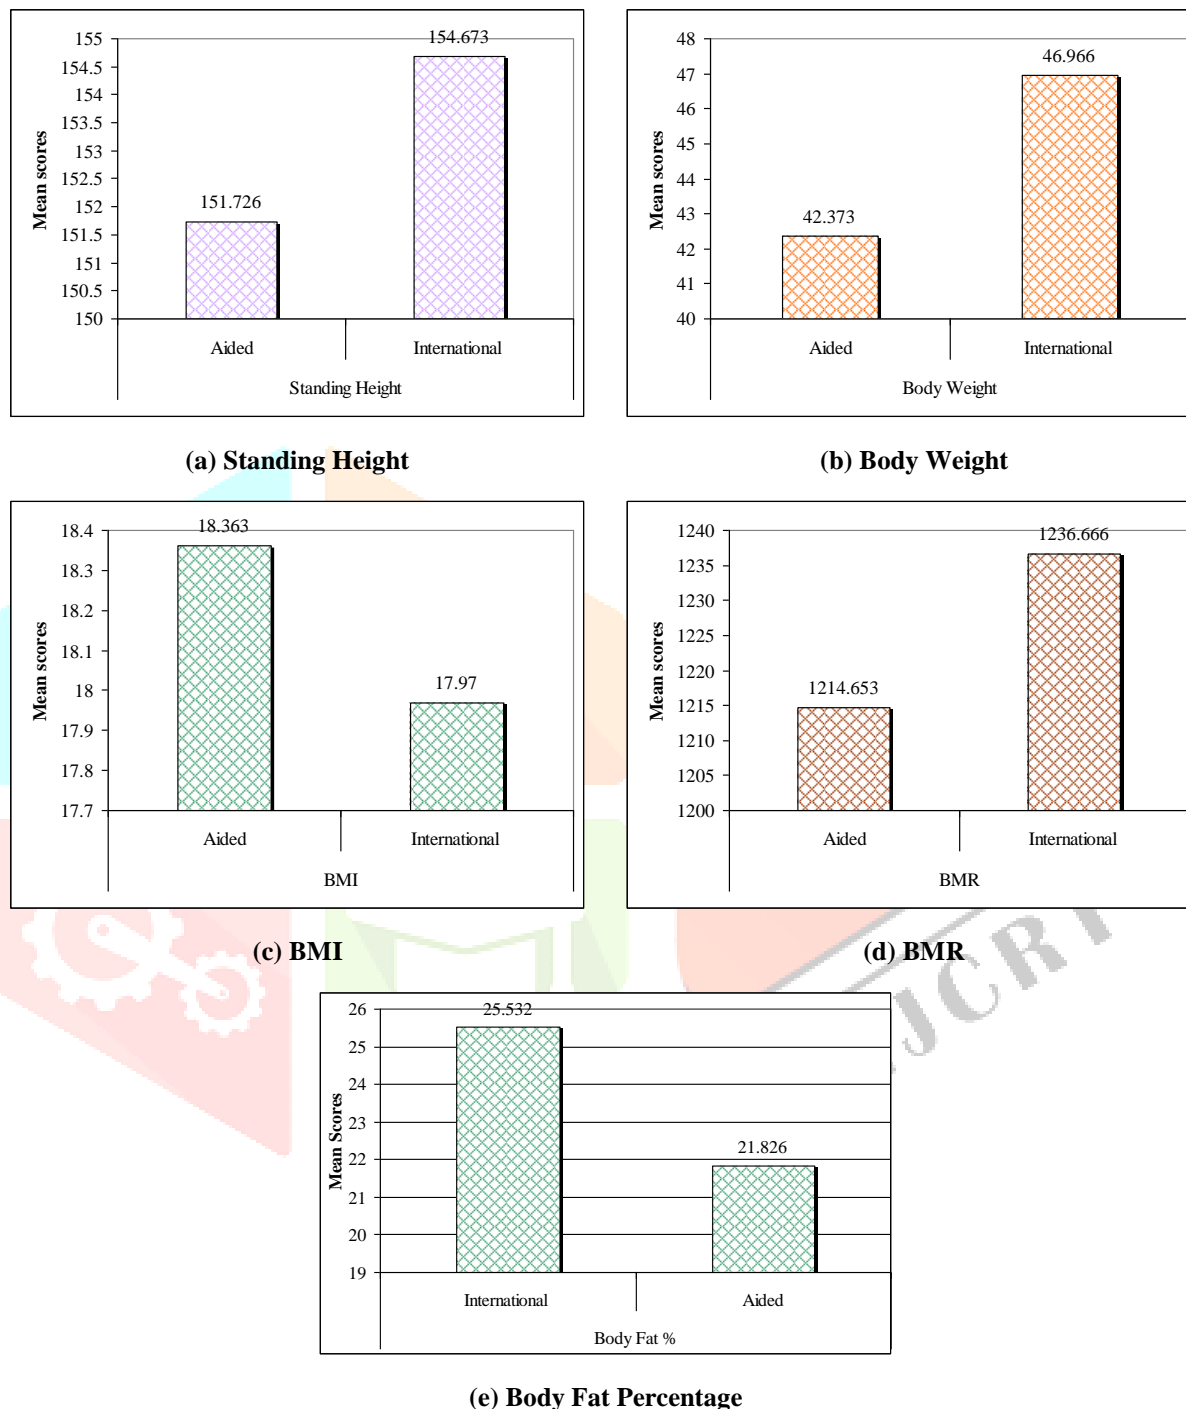 Mean scores
155
154.5
154
153.5
153
152.5
152
151.5
151
150.5
150
151.726
154.673
Aided International
Standing Height
(a) Standing Height
Mean scores
48
47
46
45
44
43
42
41
40
42.373
46.966
Aided International
Body Weight
(b) Body Weight
Mean scores
18.4
18.3
18.2
18.1
18
17.9
17.8
17.7
18.363
17.97
Aided International
BMI
(c) BMI
Mean scores
1240
1235
1230
1225
1220
1215
1210
1205
1200
1214.653
1236.666
Aided International
BMR
(d) BMR
Mean Scores
26
25
24
23
22
21
20
19
25.532
21.826
International Aided
Body Fat %
(e) Body Fat Percentage
JCRT